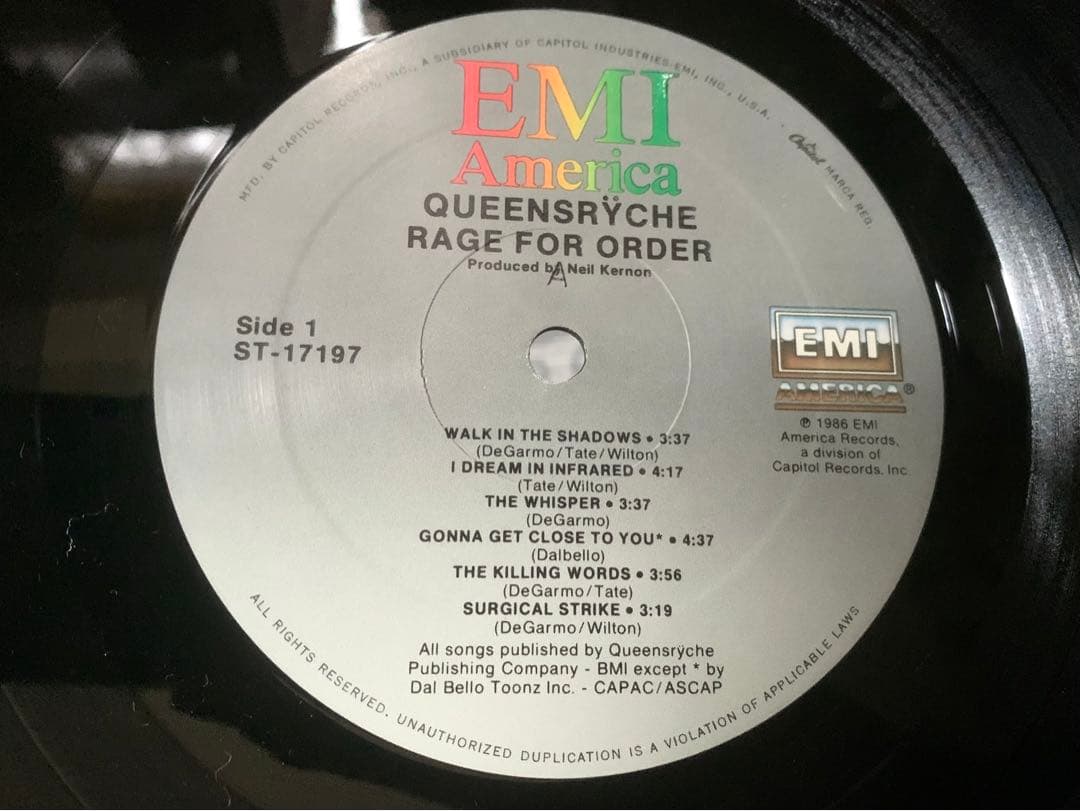 MFD. BY CAPITOL RECORDS, INC., A SUBSIDIARY OF CAPITOL INDUSTRIES-EMI, INC., U.S.A. • Capitol MARCA REG.
EMI
America
QUEENSRŸCHE
RAGE FOR ORDER
Produced by Neil Kernon
A
Side 1
ST-17197
EMI
AMERICA®
℗ 1986 EMI
America Records,
a division of
Capitol Records, Inc.
WALK IN THE SHADOWS • 3:37
(DeGarmo/Tate/Wilton)
I DREAM IN INFRARED • 4:17
(Tate/Wilton)
THE WHISPER • 3:37
(DeGarmo)
GONNA GET CLOSE TO YOU* • 4:37
(Dalbello)
THE KILLING WORDS • 3:56
(DeGarmo/Tate)
SURGICAL STRIKE • 3:19
(DeGarmo/Wilton)
All songs published by Queensrÿche
Publishing Company - BMI except * by
Dal Bello Toonz Inc. - CAPAC/ASCAP
ALL RIGHTS RESERVED. UNAUTHORIZED DUPLICATION IS A VIOLATION OF APPLICABLE LAWS